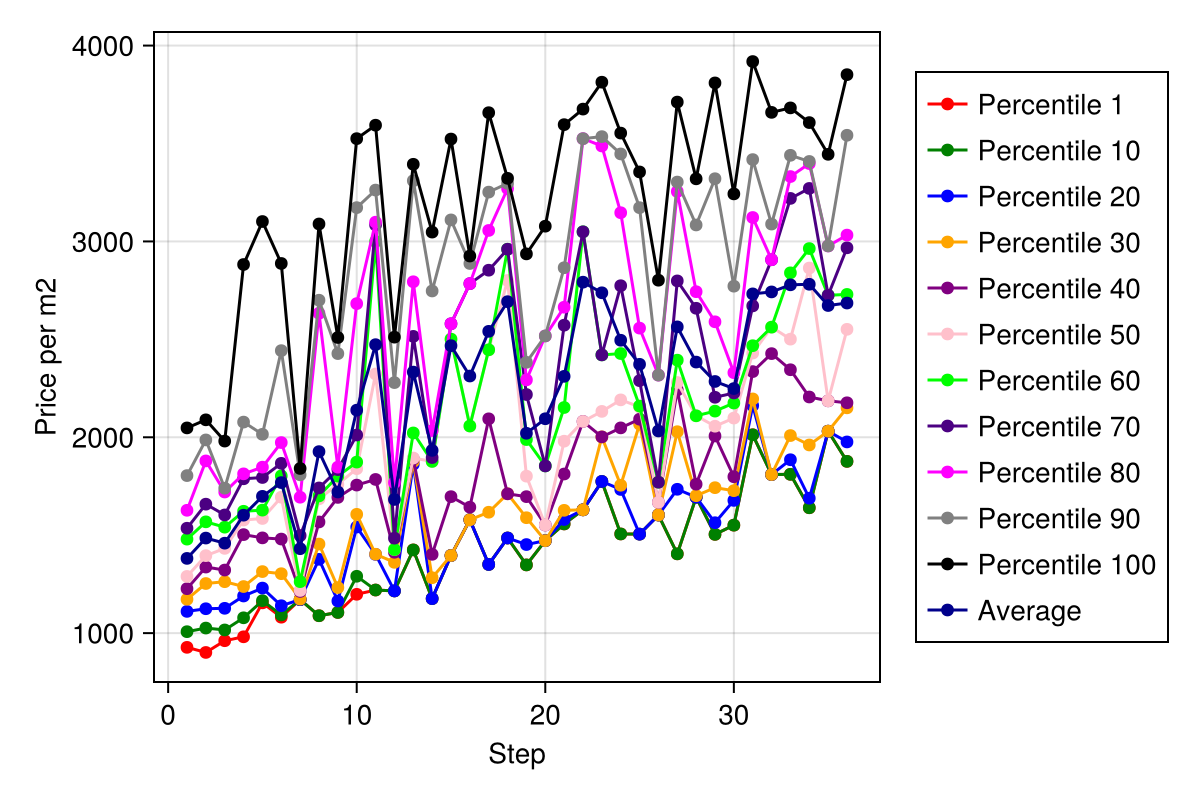 4000
3000
2000
1000
Price per m2
0 10 20 30
Step
Percentile 1
Percentile 10
Percentile 20
Percentile 30
Percentile 40
Percentile 50
Percentile 60
Percentile 70
Percentile 80
Percentile 90
Percentile 100
Average